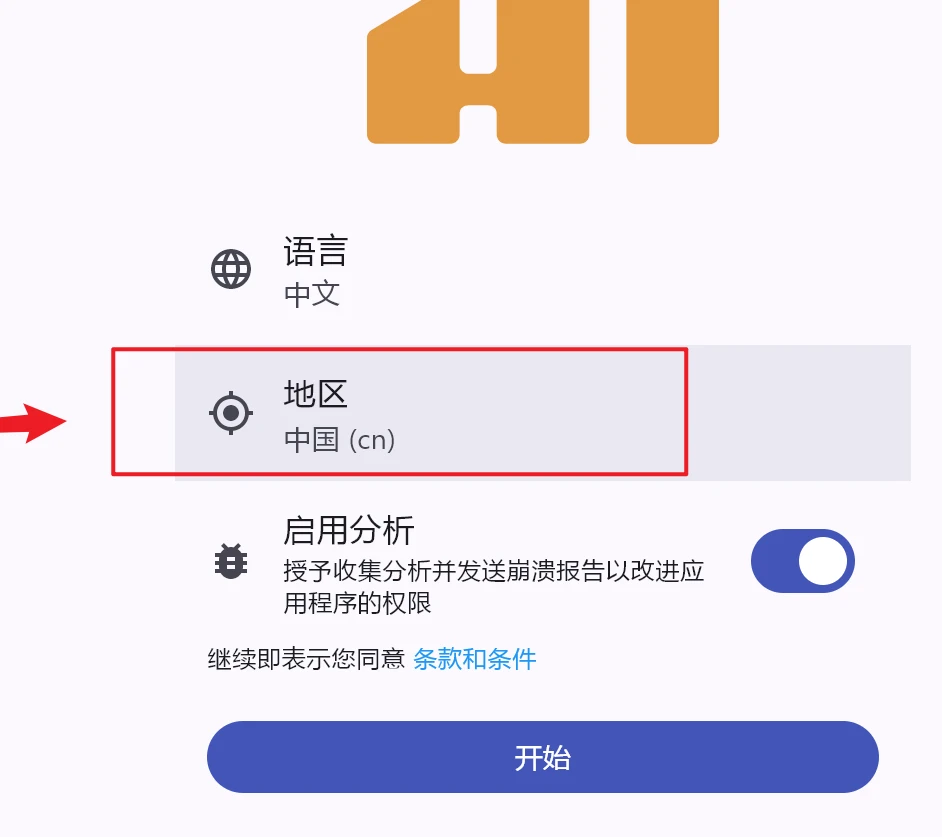 语言
中文
地区
中国 (cn)
启用分析
授予收集分析并发送崩溃报告以改进应
用程序的权限
继续即表示您同意 条款和条件
开始